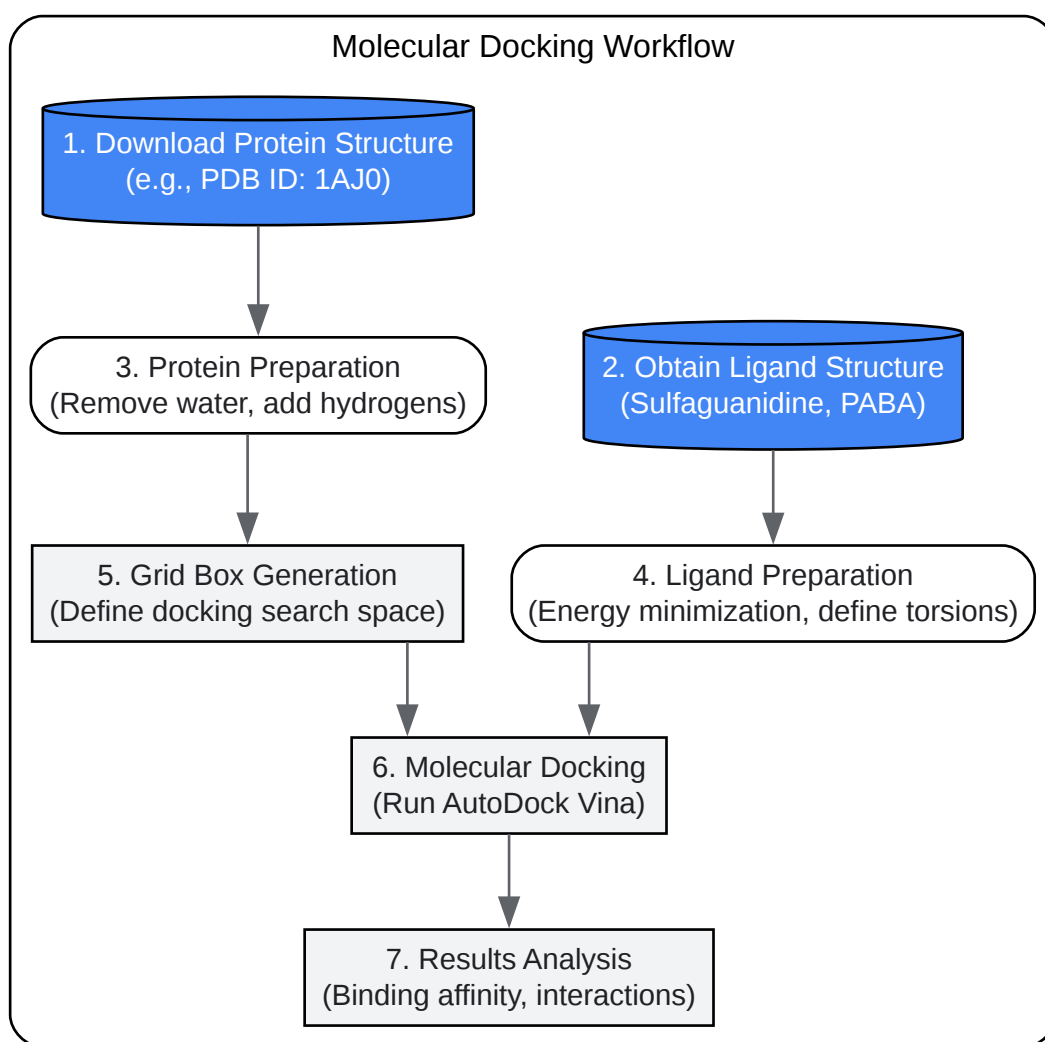 Molecular Docking Workflow
1. Download Protein Structure
(e.g., PDB ID: 1AJ0)
3. Protein Preparation
(Remove water, add hydrogens)
2. Obtain Ligand Structure
(Sulfaguanidine, PABA)
5. Grid Box Generation
(Define docking search space)
4. Ligand Preparation
(Energy minimization, define torsions)
6. Molecular Docking
(Run AutoDock Vina)
7. Results Analysis
(Binding affinity, interactions)